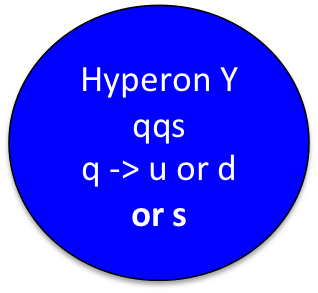 Hyperon Y
qqs
q -> u or d
or s